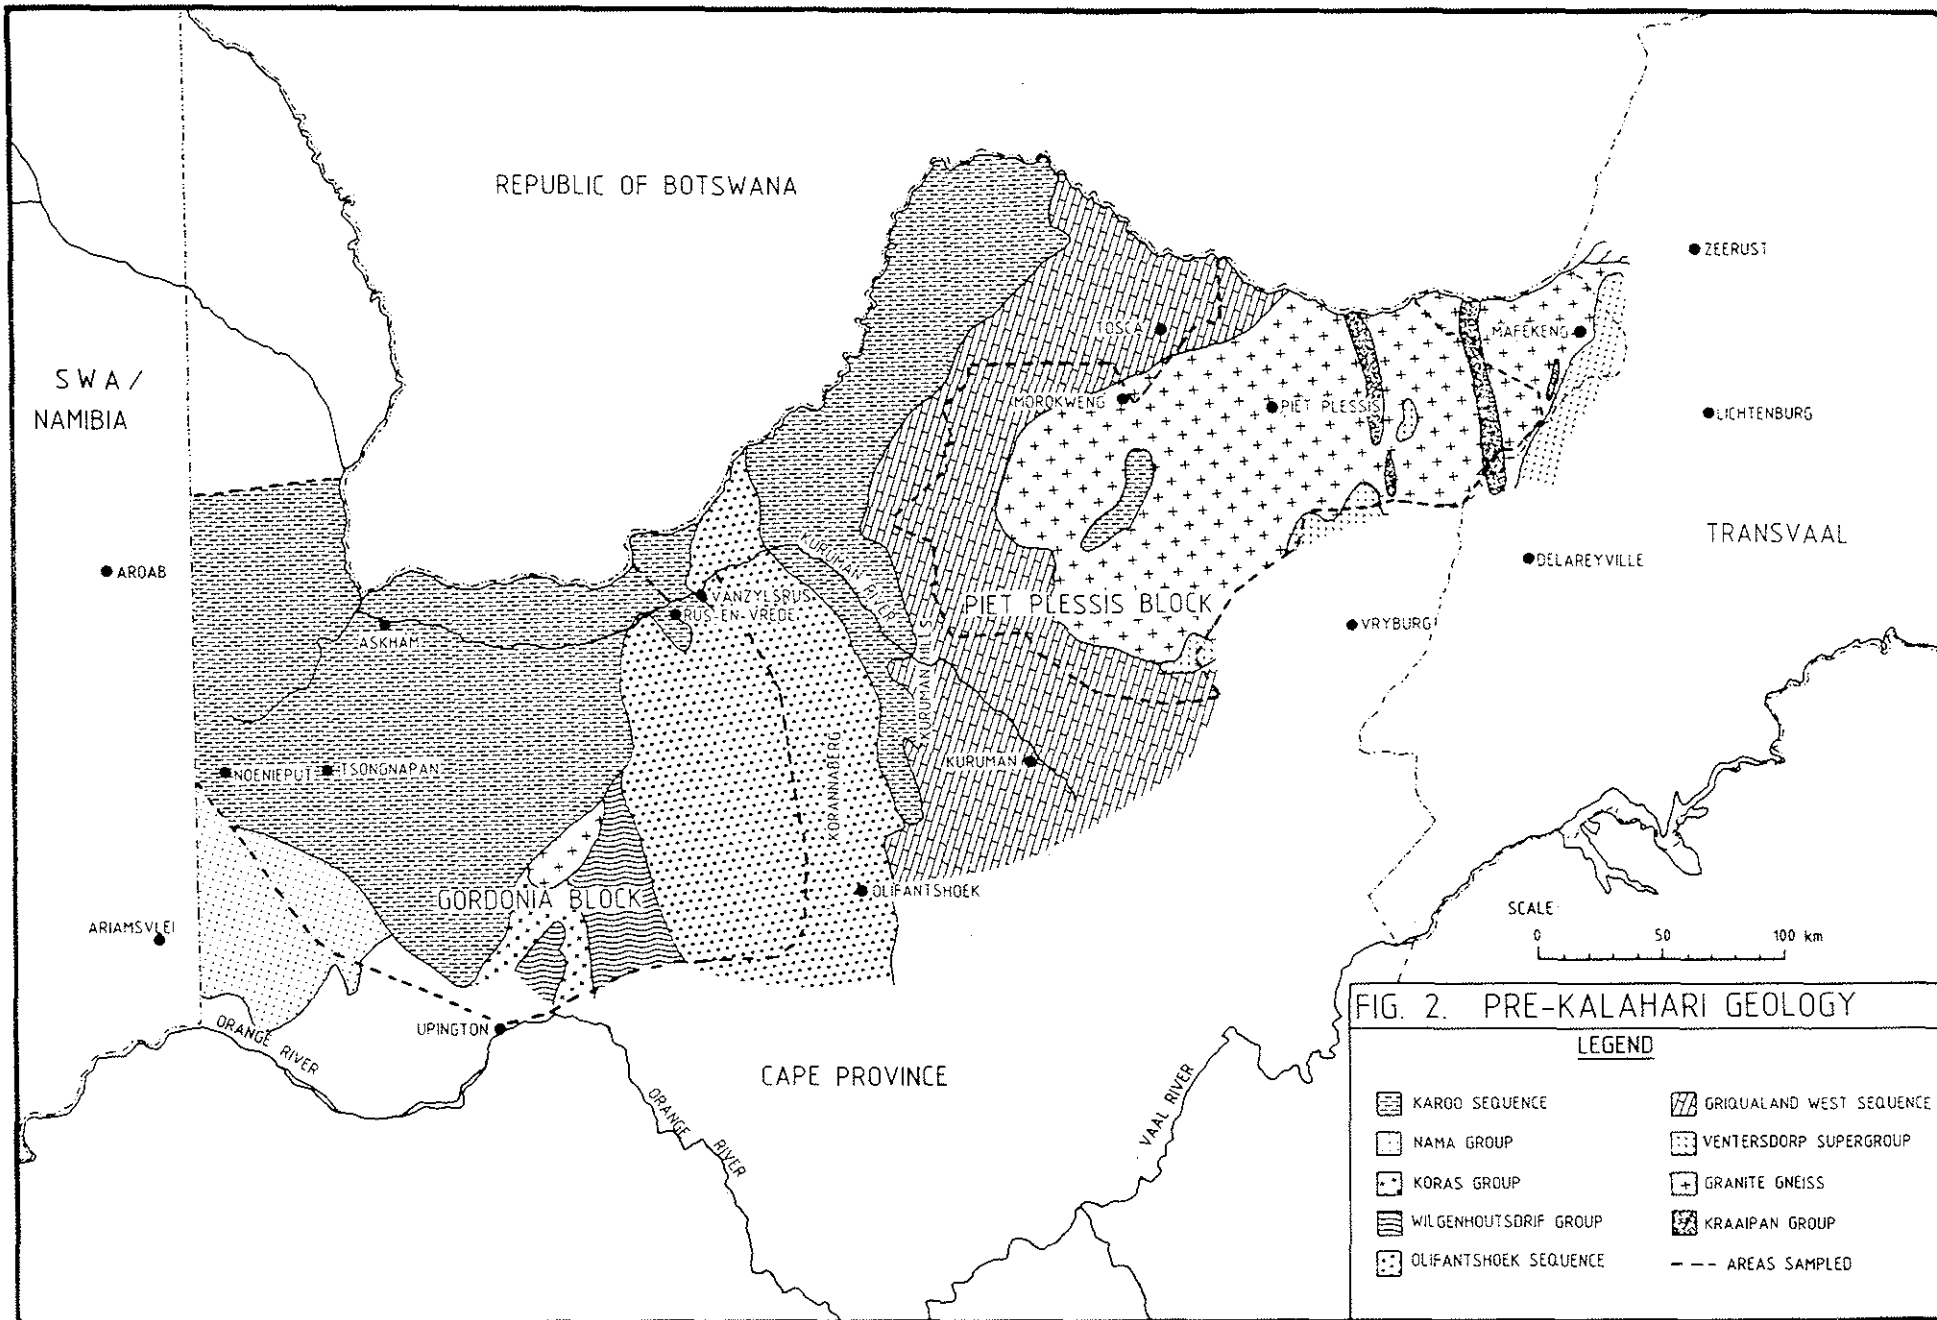 REPUBLIC OF BOTSWANA
ZEERUST
TOSCA
MAFEKENG
SWA/
NAMIBIA
MOROKWENG
PIET PLESSIS
LICHTENBURG
TRANSVAAL
KURUMAN RIVER
AROAB
DELAREYVILLE
VANZYLSRUS
RUS-EN-VREDE
PIET PLESSIS BLOCK
VRYBURG
ASKHAM
KURUMAN
KORANNABERG
NOENIEPUT
TSONGNAPAN
KURUMAN
GORDONIA BLOCK
OLIFANTSHOEK
ARIAMSVLEI
SCALE
0 50 100 km
ORANGE RIVER
UPINGTON
CAPE PROVINCE
ORANGE RIVER
VAAL RIVER
FIG. 2. PRE-KALAHARI GEOLOGY
LEGEND
KAROO SEQUENCE
NAMA GROUP
KORAS GROUP
WILGENHOUTSDRIF GROUP
OLIFANTSHOEK SEQUENCE
GRIQUALAND WEST SEQUENCE
VENTERSDORP SUPERGROUP
GRANITE GNEISS
KRAAIPAN GROUP
AREAS SAMPLED